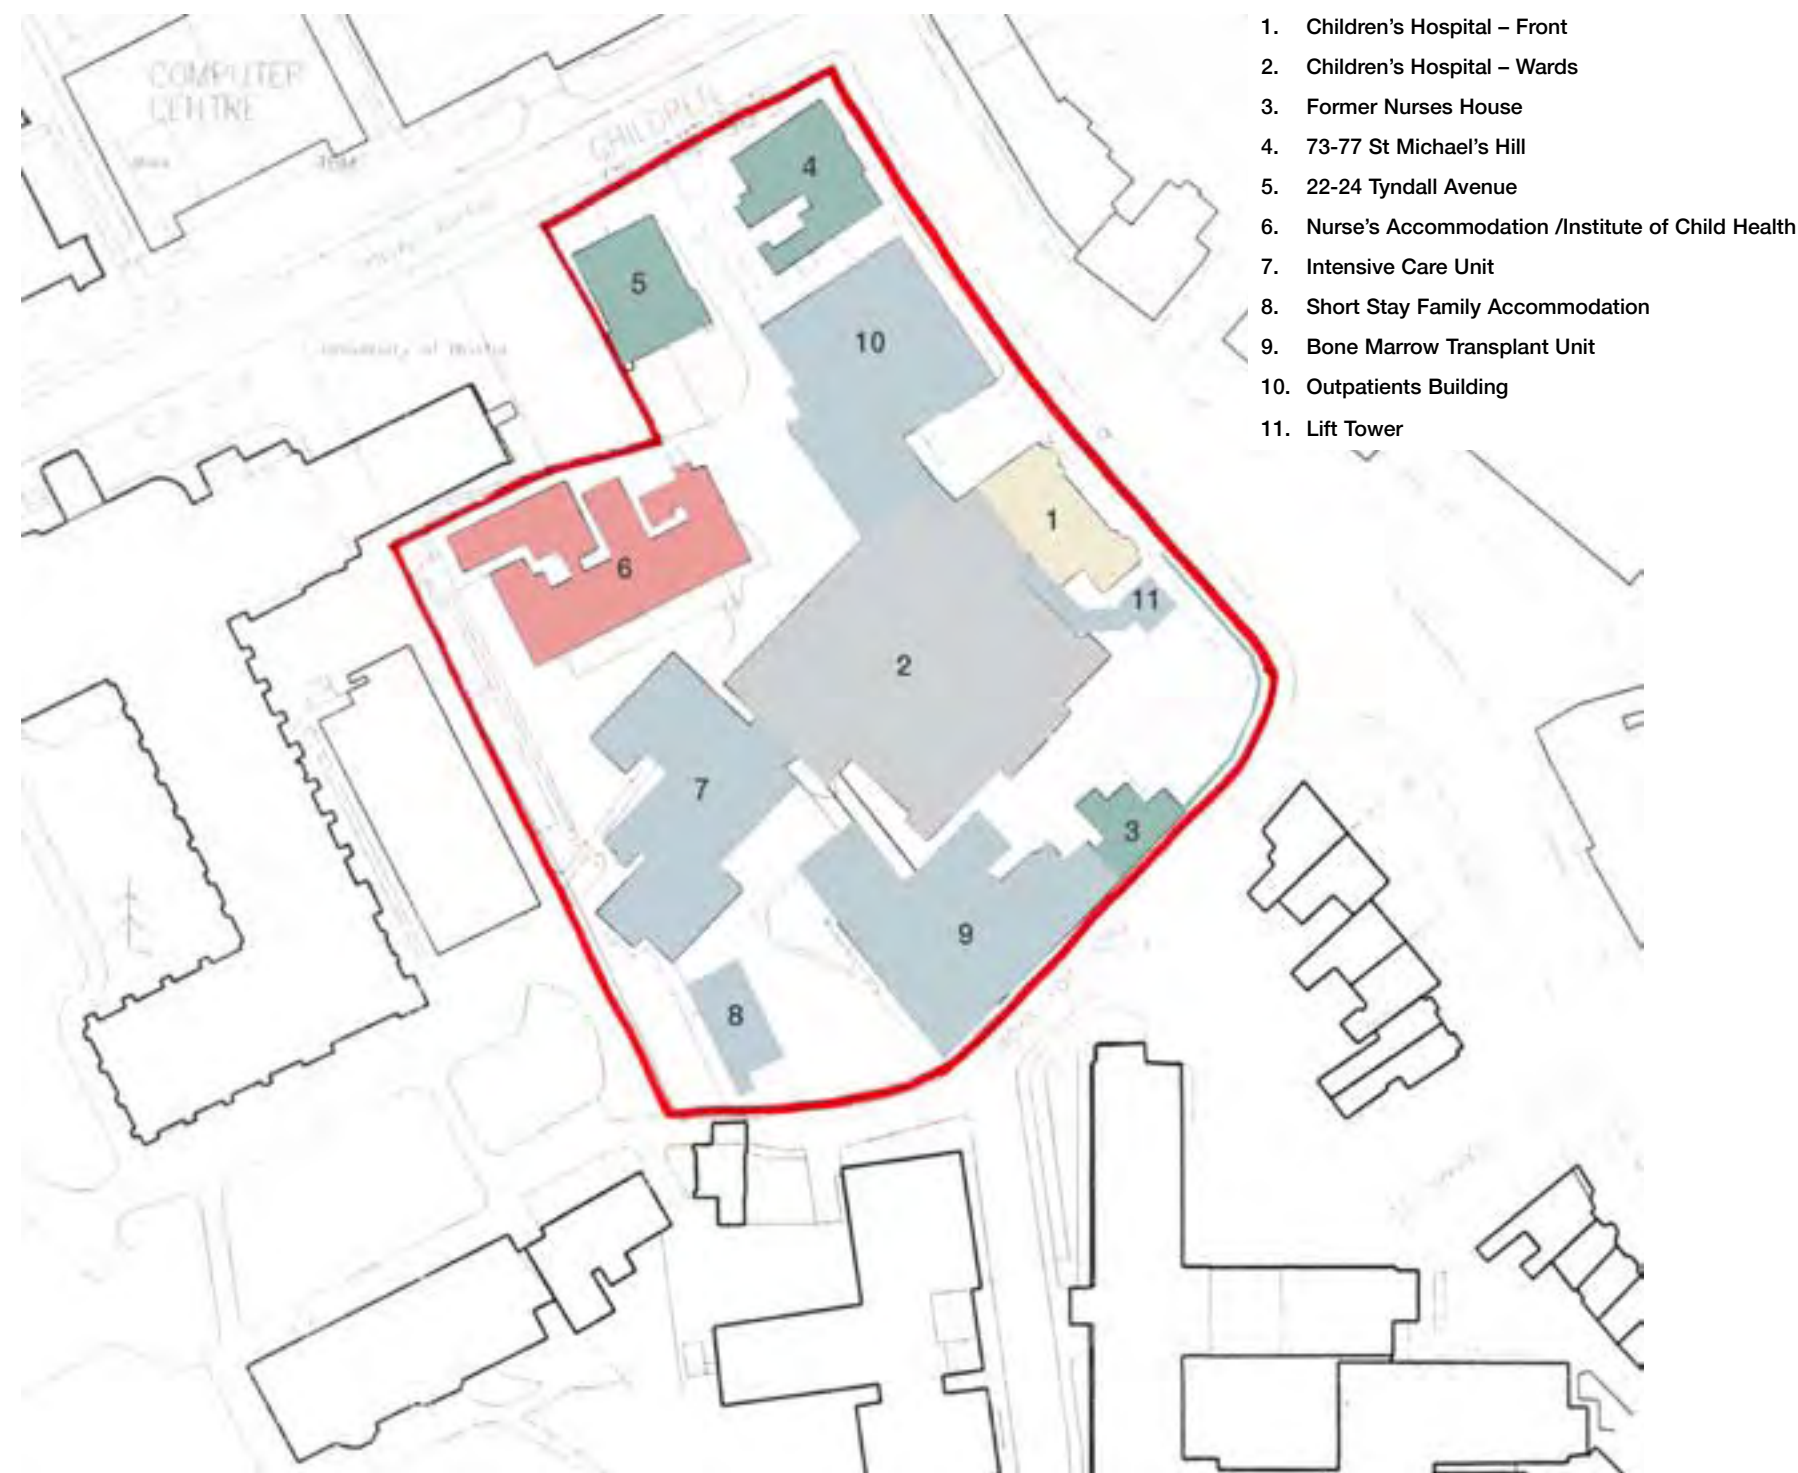 1. Children's Hospital – Front
2. Children's Hospital – Wards
3. Former Nurses House
4. 73-77 St Michael's Hill
5. 22-24 Tyndall Avenue
6. Nurse's Accommodation /Institute of Child Health
7. Intensive Care Unit
8. Short Stay Family Accommodation
9. Bone Marrow Transplant Unit
10. Outpatients Building
11. Lift Tower
COMPUTER
CENTRE
4
5
10
University of
1
6
11
2
7
3
9
8